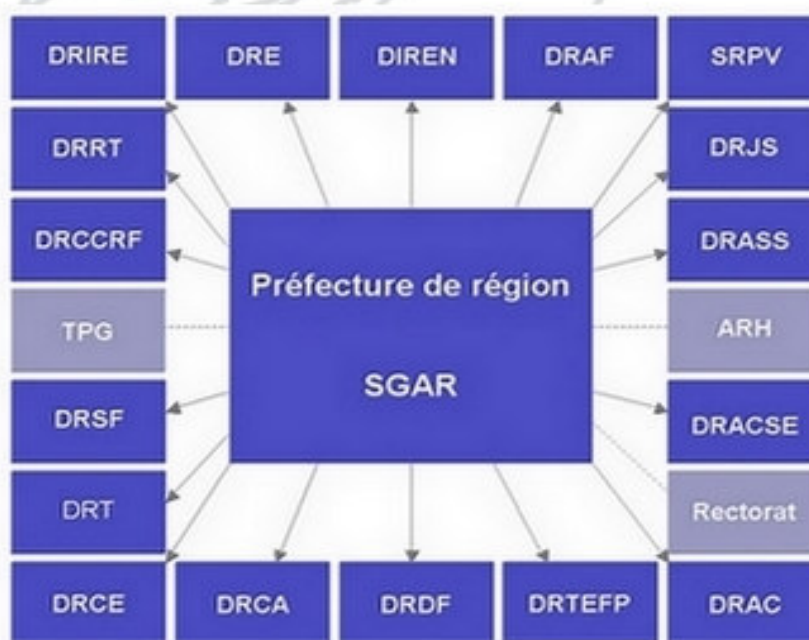 DRIRE
DRE
DIREN
DRAF
SRPV
DRRT
DRJS
DRCCRF
DRASS
Préfecture de région
SGAR
TPG
ARH
DRSF
DRACSE
DRT
Rectorat
DRCE
DRCA
DRDF
DRTEFP
DRAC